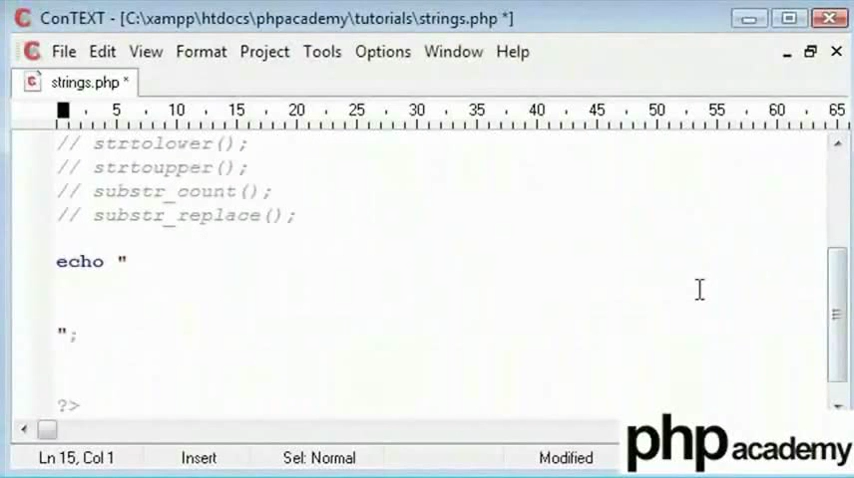 ConTEXT - [C:\xampp\htdocs\phpacademy\tutorials\strings.php *]
File Edit View Format Project Tools Options Window Help
strings.php *
5 10 15 20 25 30 35 40 45 50 55 60 65
// strtolower();
// strtoupper();
// substr_count();
// substr_replace();
echo "
";
?>
Ln 15, Col 1 Insert Sel: Normal Modified
php academy